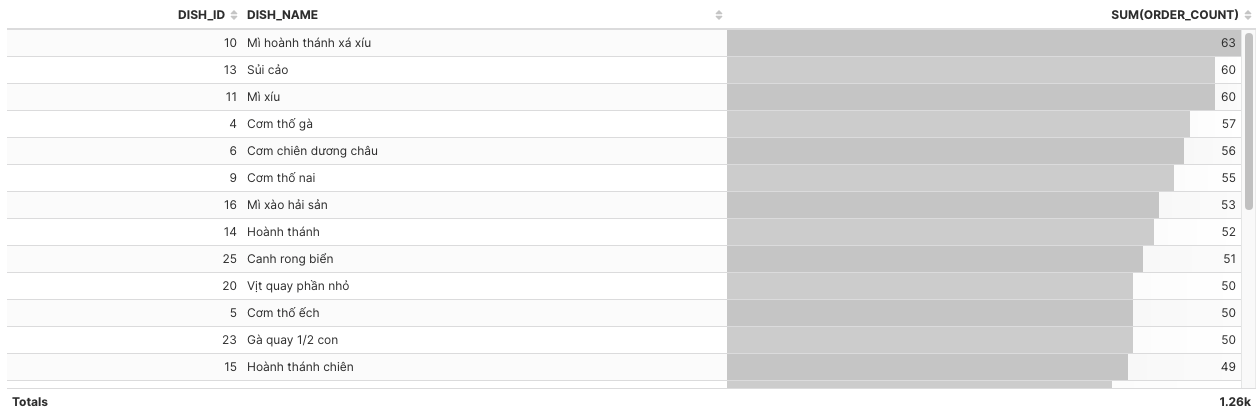 DISH_ID DISH_NAME SUM(ORDER_COUNT)
10 Mì hoành thánh xá xíu 63
13 Sủi cảo 60
11 Mì xíu 60
4 Cơm thố gà 57
6 Cơm chiên dương châu 56
9 Cơm thố nai 55
16 Mì xào hải sản 53
14 Hoành thánh 52
25 Canh rong biển 51
20 Vịt quay phần nhỏ 50
5 Cơm thố ếch 50
23 Gà quay 1/2 con 50
15 Hoành thánh chiên 49
Totals 1.26k